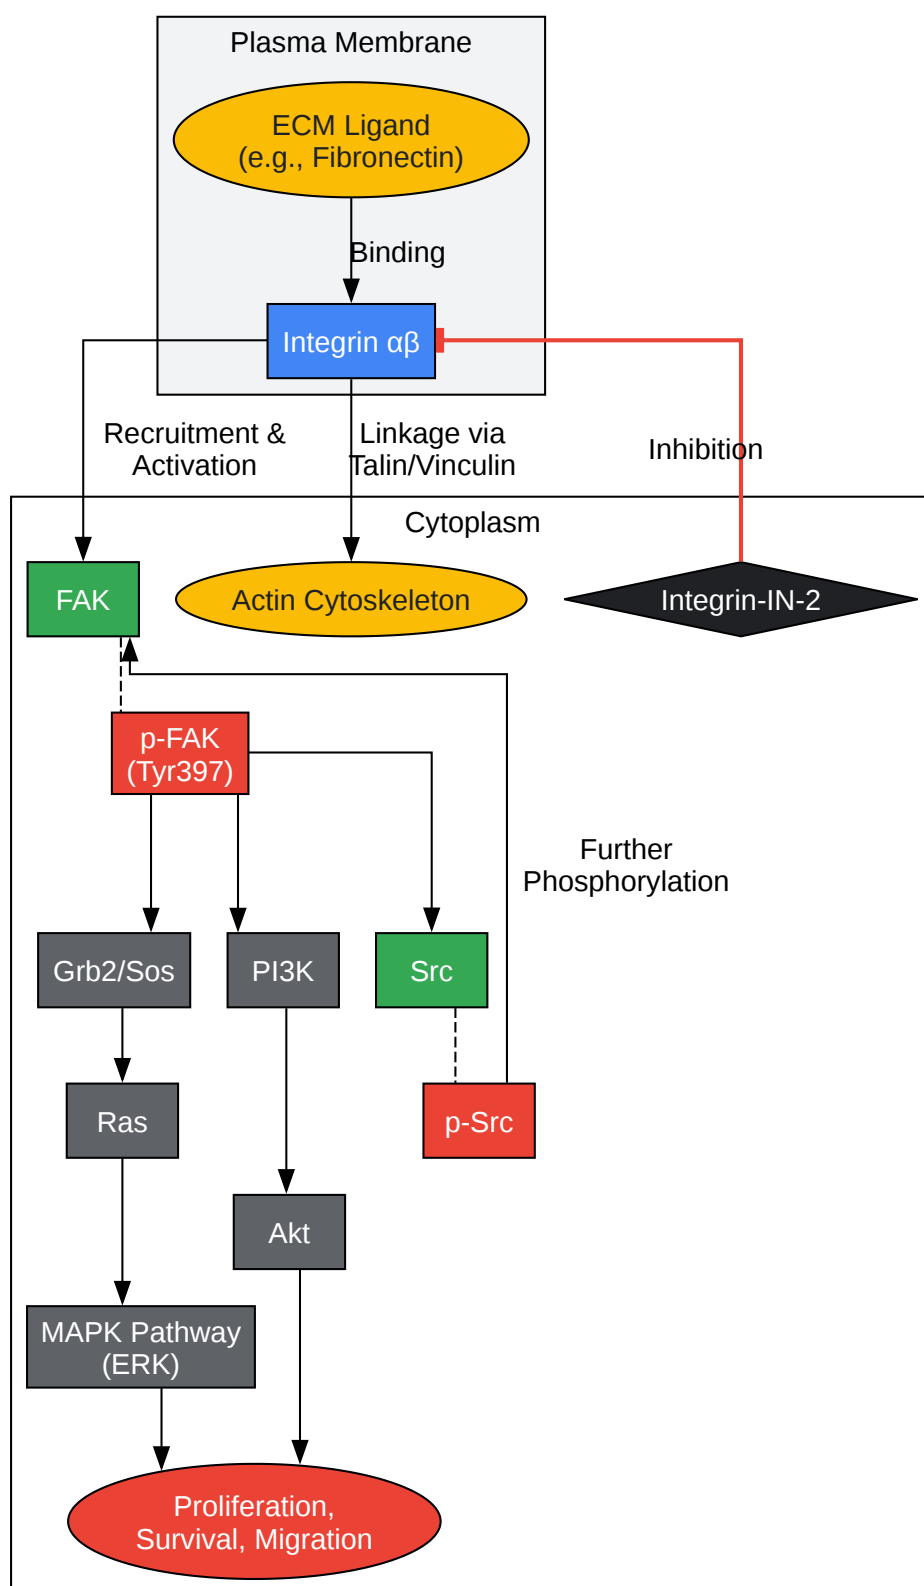 Plasma Membrane
ECM Ligand
(e.g., Fibronectin)
Binding
Integrin αβ
Recruitment &
Activation
Linkage via
Talin/Vinculin
Inhibition
Cytoplasm
FAK
Actin Cytoskeleton
Integrin-IN-2
p-FAK
(Tyr397)
Further
Phosphorylation
Grb2/Sos
PI3K
Src
Ras
p-Src
Akt
MAPK Pathway
(ERK)
Proliferation,
Survival, Migration